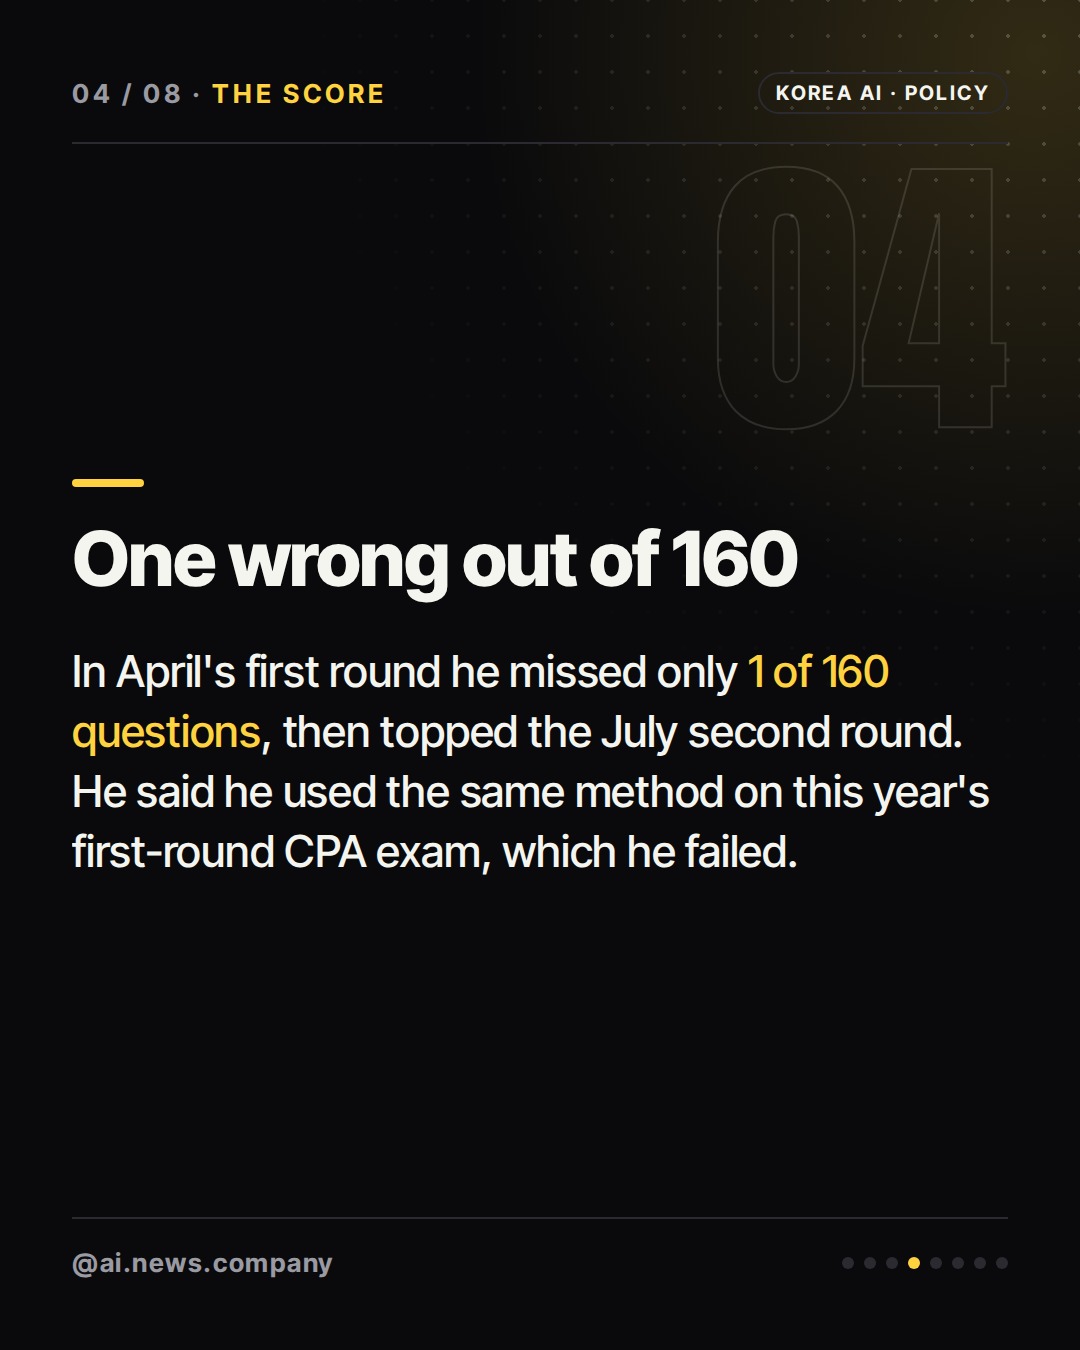 04 / 08 · THE SCORE
KOREA AI · POLICY
04
One wrong out of 160
In April's first round he missed only 1 of 160
questions, then topped the July second round.
He said he used the same method on this year's
first-round CPA exam, which he failed.
@ai.news.company